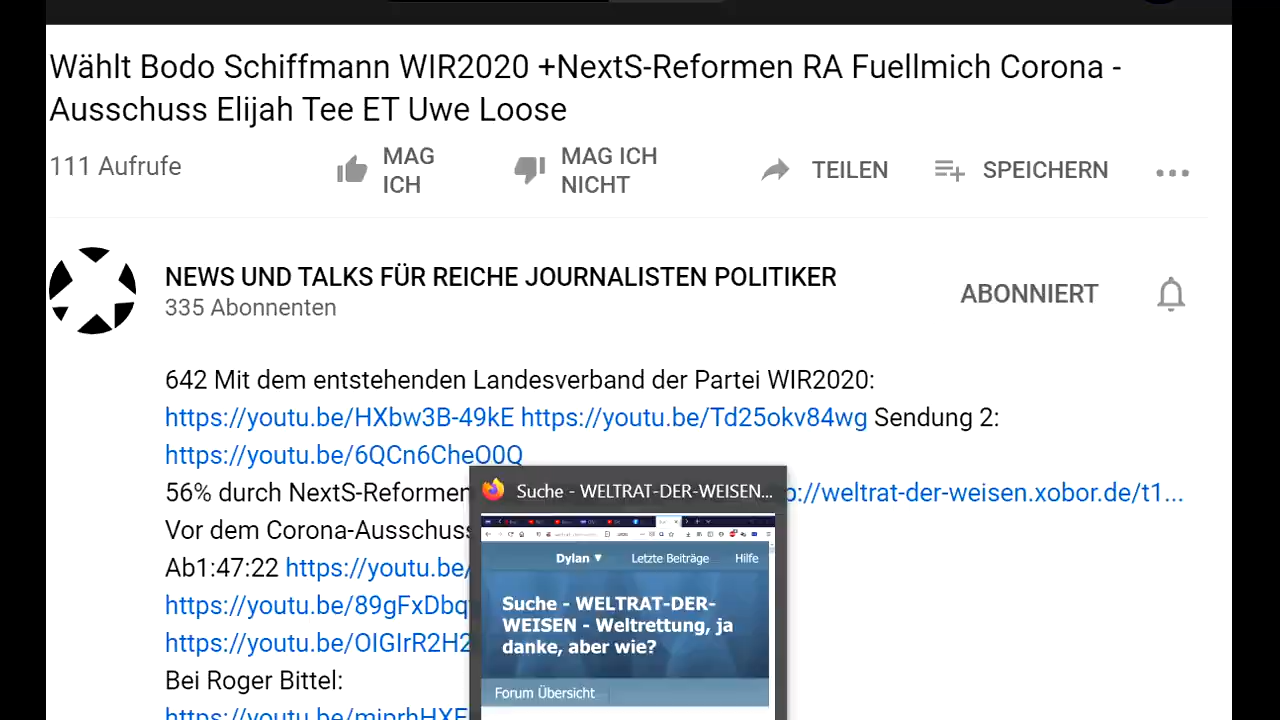 Wählt Bodo Schiffmann WIR2020 +NextS-Reformen RA Fuellmich Corona -
Ausschuss Elijah Tee ET Uwe Loose
111 Aufrufe
MAG ICH
MAG ICH NICHT
TEILEN
SPEICHERN
NEWS UND TALKS FÜR REICHE JOURNALISTEN POLITIKER
335 Abonnenten
ABONNIERT
642 Mit dem entstehenden Landesverband der Partei WIR2020:
https://youtu.be/HXbw3B-49kE https://youtu.be/Td25okv84wg Sendung 2:
https://youtu.be/6QCn6CheO0Q
56% durch NextS-Reformen p://weltrat-der-weisen.xobor.de/t1...
Vor dem Corona-Ausschuss
Ab1:47:22 https://youtu.be/
https://youtu.be/89gFxDbq
https://youtu.be/OIGIrR2H2
Bei Roger Bittel:
https://youtu.be/miprhHXF
Suche - WELTRAT-DER-WEISEN...
Dylan ▼ Letzte Beiträge Hilfe
Suche - WELTRAT-DER-
WEISEN - Weltrettung, ja
danke, aber wie?
Forum Übersicht